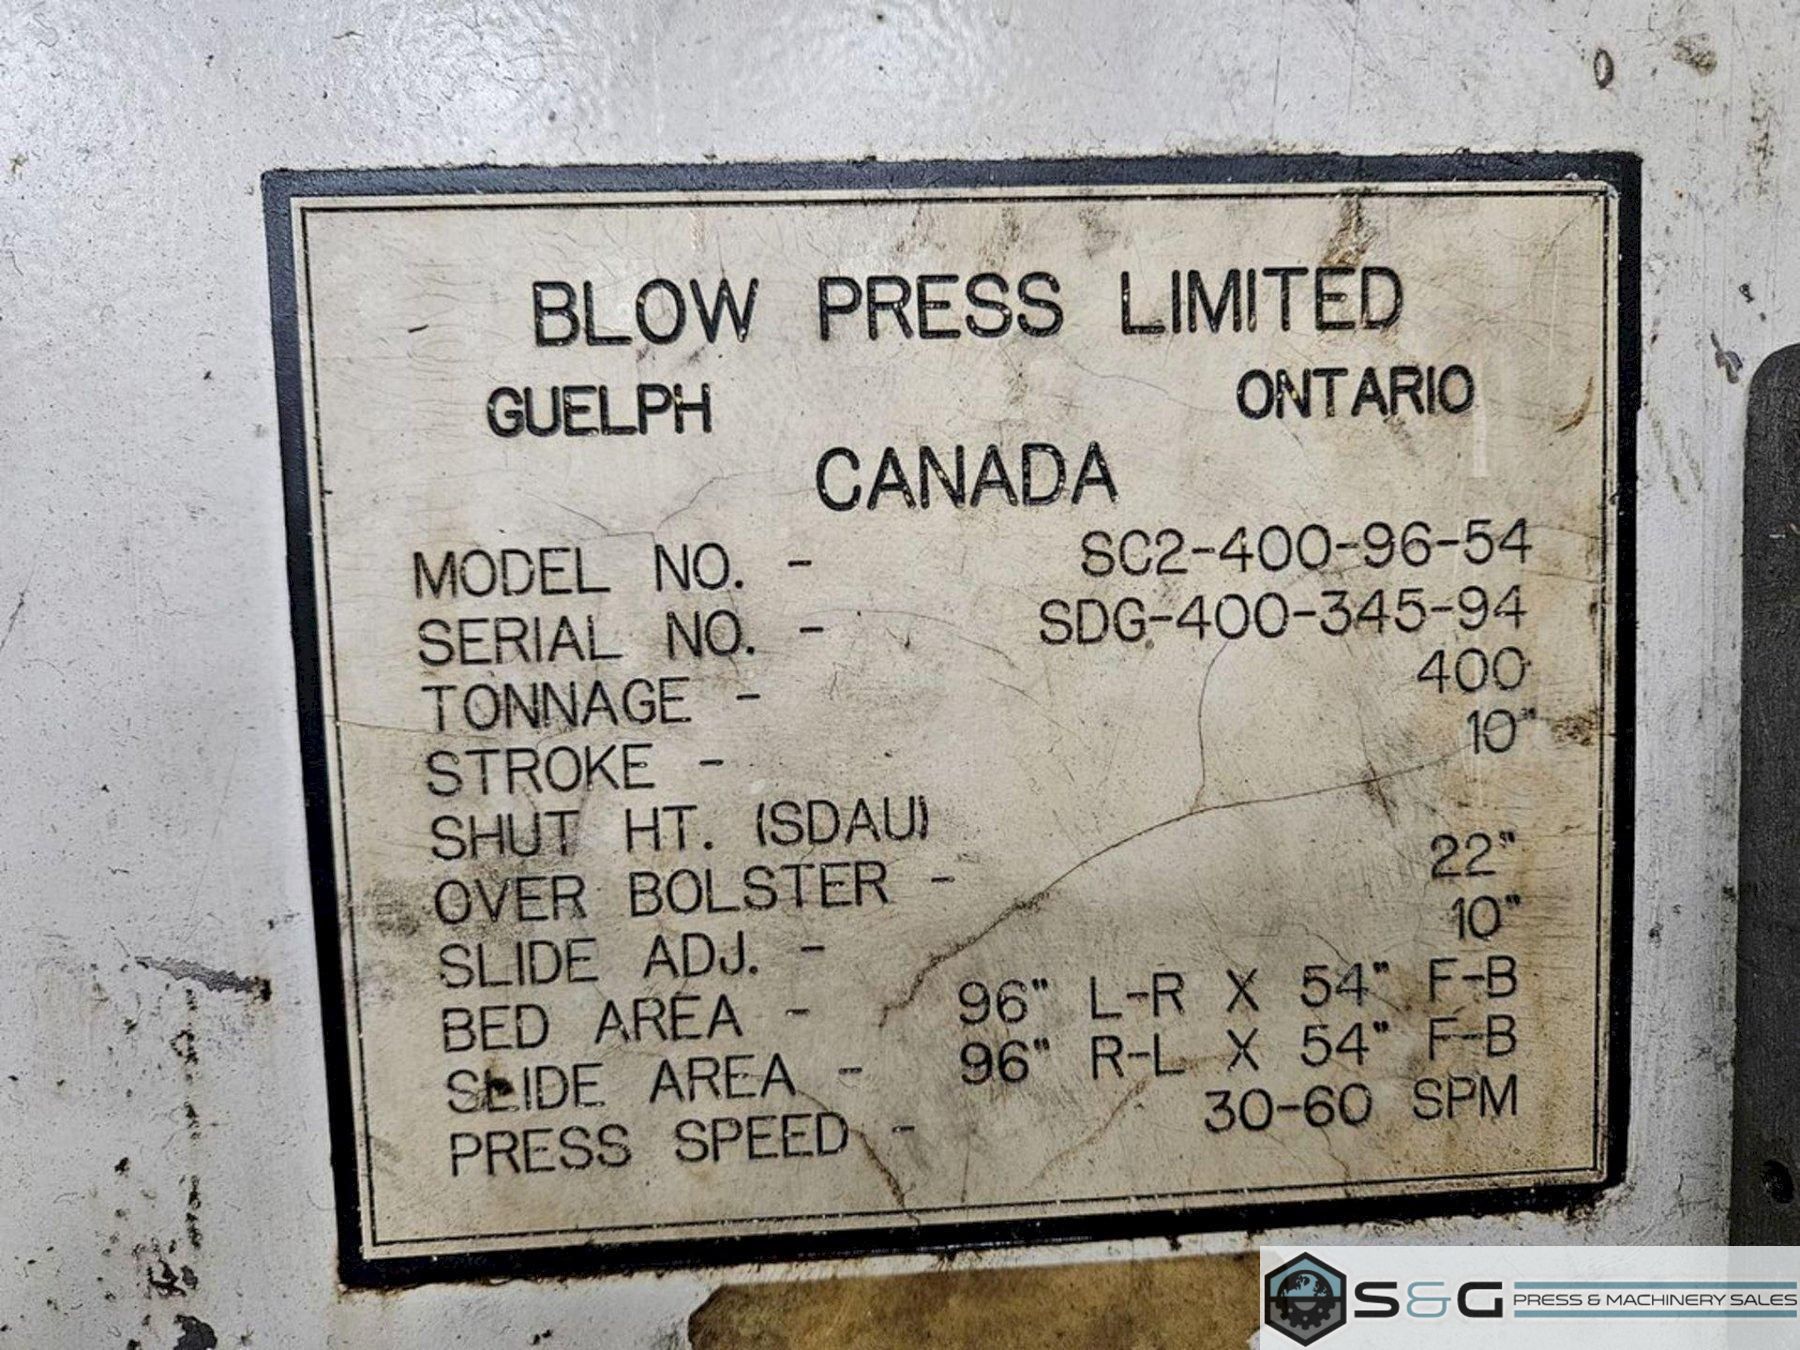 BLOW PRESS LIMITED
GUELPH ONTARIO
CANADA
MODEL NO. - SC2-400-96-54
SERIAL NO. - SDG-400-345-94
TONNAGE - 400
STROKE - 10"
SHUT HT. (SDAU)
OVER BOLSTER - 22"
SLIDE ADJ. - 10"
BED AREA - 96" L-R X 54" F-B
SLIDE AREA - 96" R-L X 54" F-B
PRESS SPEED - 30-60 SPM
S&G PRESS & MACHINERY SALES